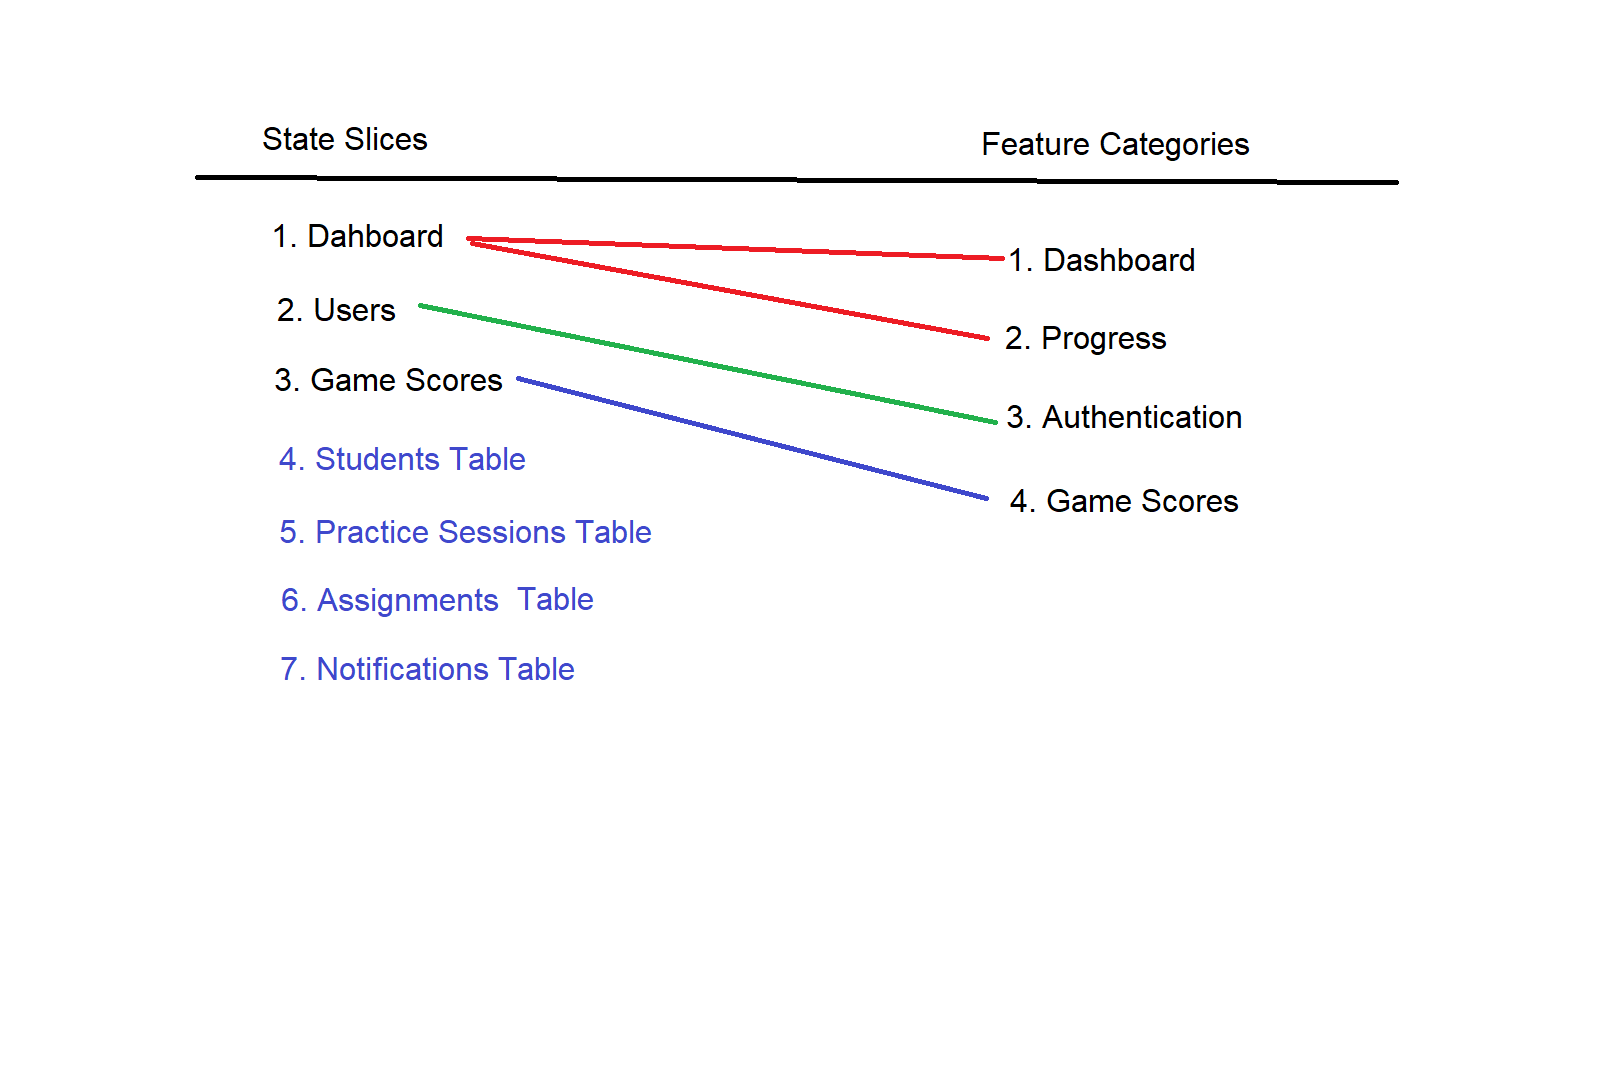 State Slices
Feature Categories
1. Dahboard
1. Dashboard
2. Users
2. Progress
3. Game Scores
3. Authentication
4. Students Table
4. Game Scores
5. Practice Sessions Table
6. Assignments Table
7. Notifications Table